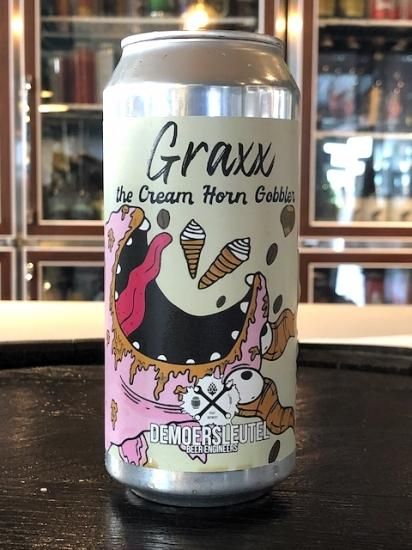 Graxx
the Cream Horn Gobbler
DEMOERSLEUTEL
BEER ENGINEERS